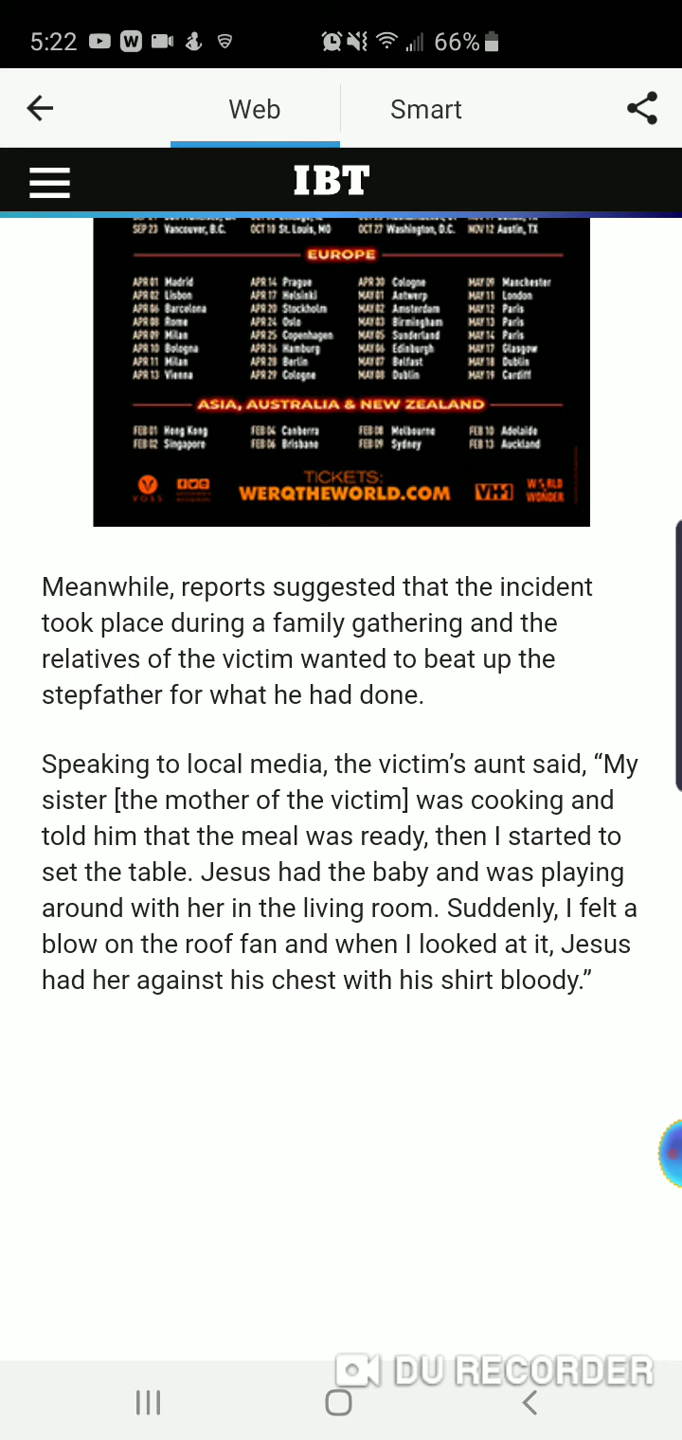 5:22 W 66%
Web Smart
IBT
SEP 23 Vancouver, B.C. OCT 10 St. Louis, MO OCT 27 Washington, D.C. NOV 12 Austin, TX
EUROPE
APR 01 Madrid APR 14 Prague APR 30 Cologne MAY 09 Manchester
APR 02 Lisbon APR 17 Helsinki MAY 01 Antwerp MAY 11 London
APR 06 Barcelona APR 20 Stockholm MAY 02 Amsterdam MAY 12 Paris
APR 08 Rome APR 24 Oslo MAY 03 Birmingham MAY 13 Paris
APR 09 Milan APR 25 Copenhagen MAY 05 Sunderland MAY 14 Paris
APR 10 Bologna APR 26 Hamburg MAY 06 Edinburgh MAY 17 Glasgow
APR 11 Milan APR 28 Berlin MAY 07 Belfast MAY 18 Dublin
APR 13 Vienna APR 29 Cologne MAY 08 Dublin MAY 19 Cardiff
ASIA, AUSTRALIA & NEW ZEALAND
FEB 01 Hong Kong FEB 04 Canberra FEB 08 Melbourne FEB 10 Adelaide
FEB 02 Singapore FEB 06 Brisbane FEB 09 Sydney FEB 13 Auckland
TICKETS:
VOSS WERQTHEWORLD.COM VH1 WORLD
WONDER
Meanwhile, reports suggested that the incident
took place during a family gathering and the
relatives of the victim wanted to beat up the
stepfather for what he had done.
Speaking to local media, the victim’s aunt said, “My
sister [the mother of the victim] was cooking and
told him that the meal was ready, then I started to
set the table. Jesus had the baby and was playing
around with her in the living room. Suddenly, I felt a
blow on the roof fan and when I looked at it, Jesus
had her against his chest with his shirt bloody.”
DU RECORDER